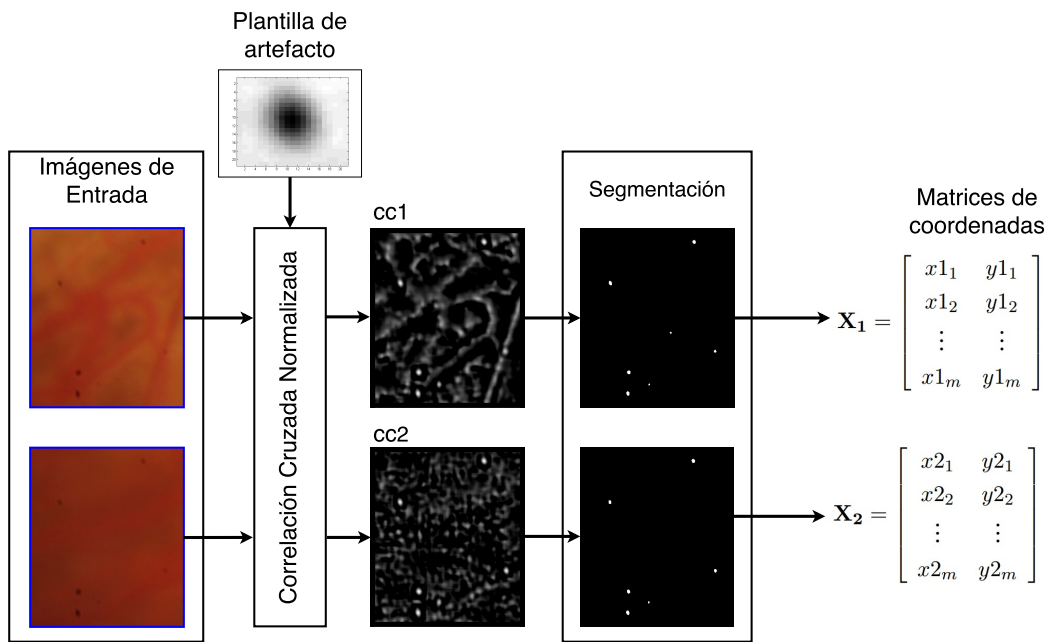 Plantilla de
artefacto
Imágenes de
Entrada
Correlación Cruzada Normalizada
cc1
cc2
Segmentación
Matrices de
coordenadas
X₁ =
x1₁ y1₁
x1₂ y1₂
⋮ ⋮
x1ₘ y1ₘ
X₂ =
x2₁ y2₁
x2₂ y2₂
⋮ ⋮
x2ₘ y2ₘ